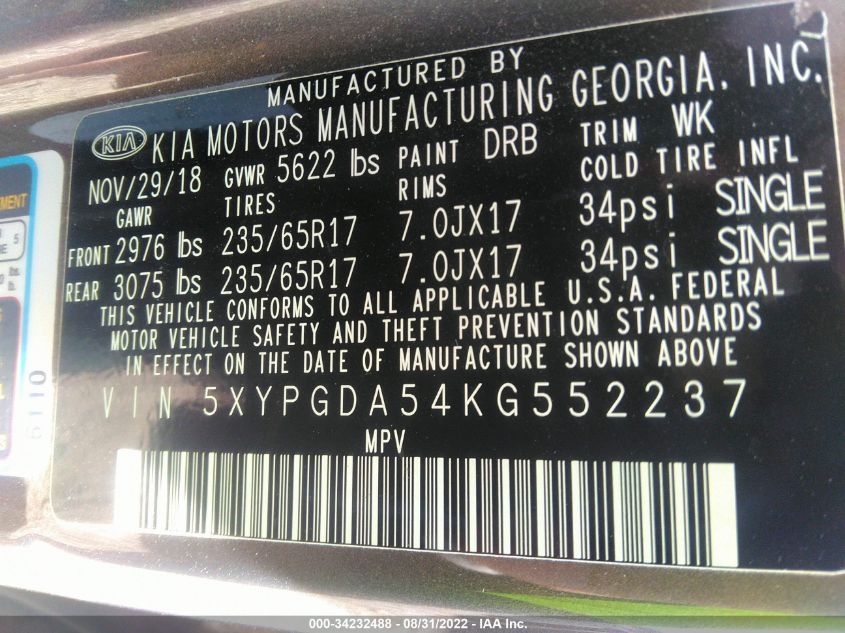 MANUFACTURED BY
KIA KIA MOTORS MANUFACTURING GEORGIA, INC.
NOV/29/18 GVWR 5622 lbs PAINT DRB TRIM WK
GAWR TIRES RIMS COLD TIRE INFL
FRONT 2976 lbs 235/65R17 7.0JX17 34psi SINGLE
REAR 3075 lbs 235/65R17 7.0JX17 34psi SINGLE
THIS VEHICLE CONFORMS TO ALL APPLICABLE U.S.A. FEDERAL
MOTOR VEHICLE SAFETY AND THEFT PREVENTION STANDARDS
IN EFFECT ON THE DATE OF MANUFACTURE SHOWN ABOVE
VIN 5XYPGDA54KG552237
MPV
5
lbs.
6110
000-34232488 - 08/31/2022 - IAA Inc.